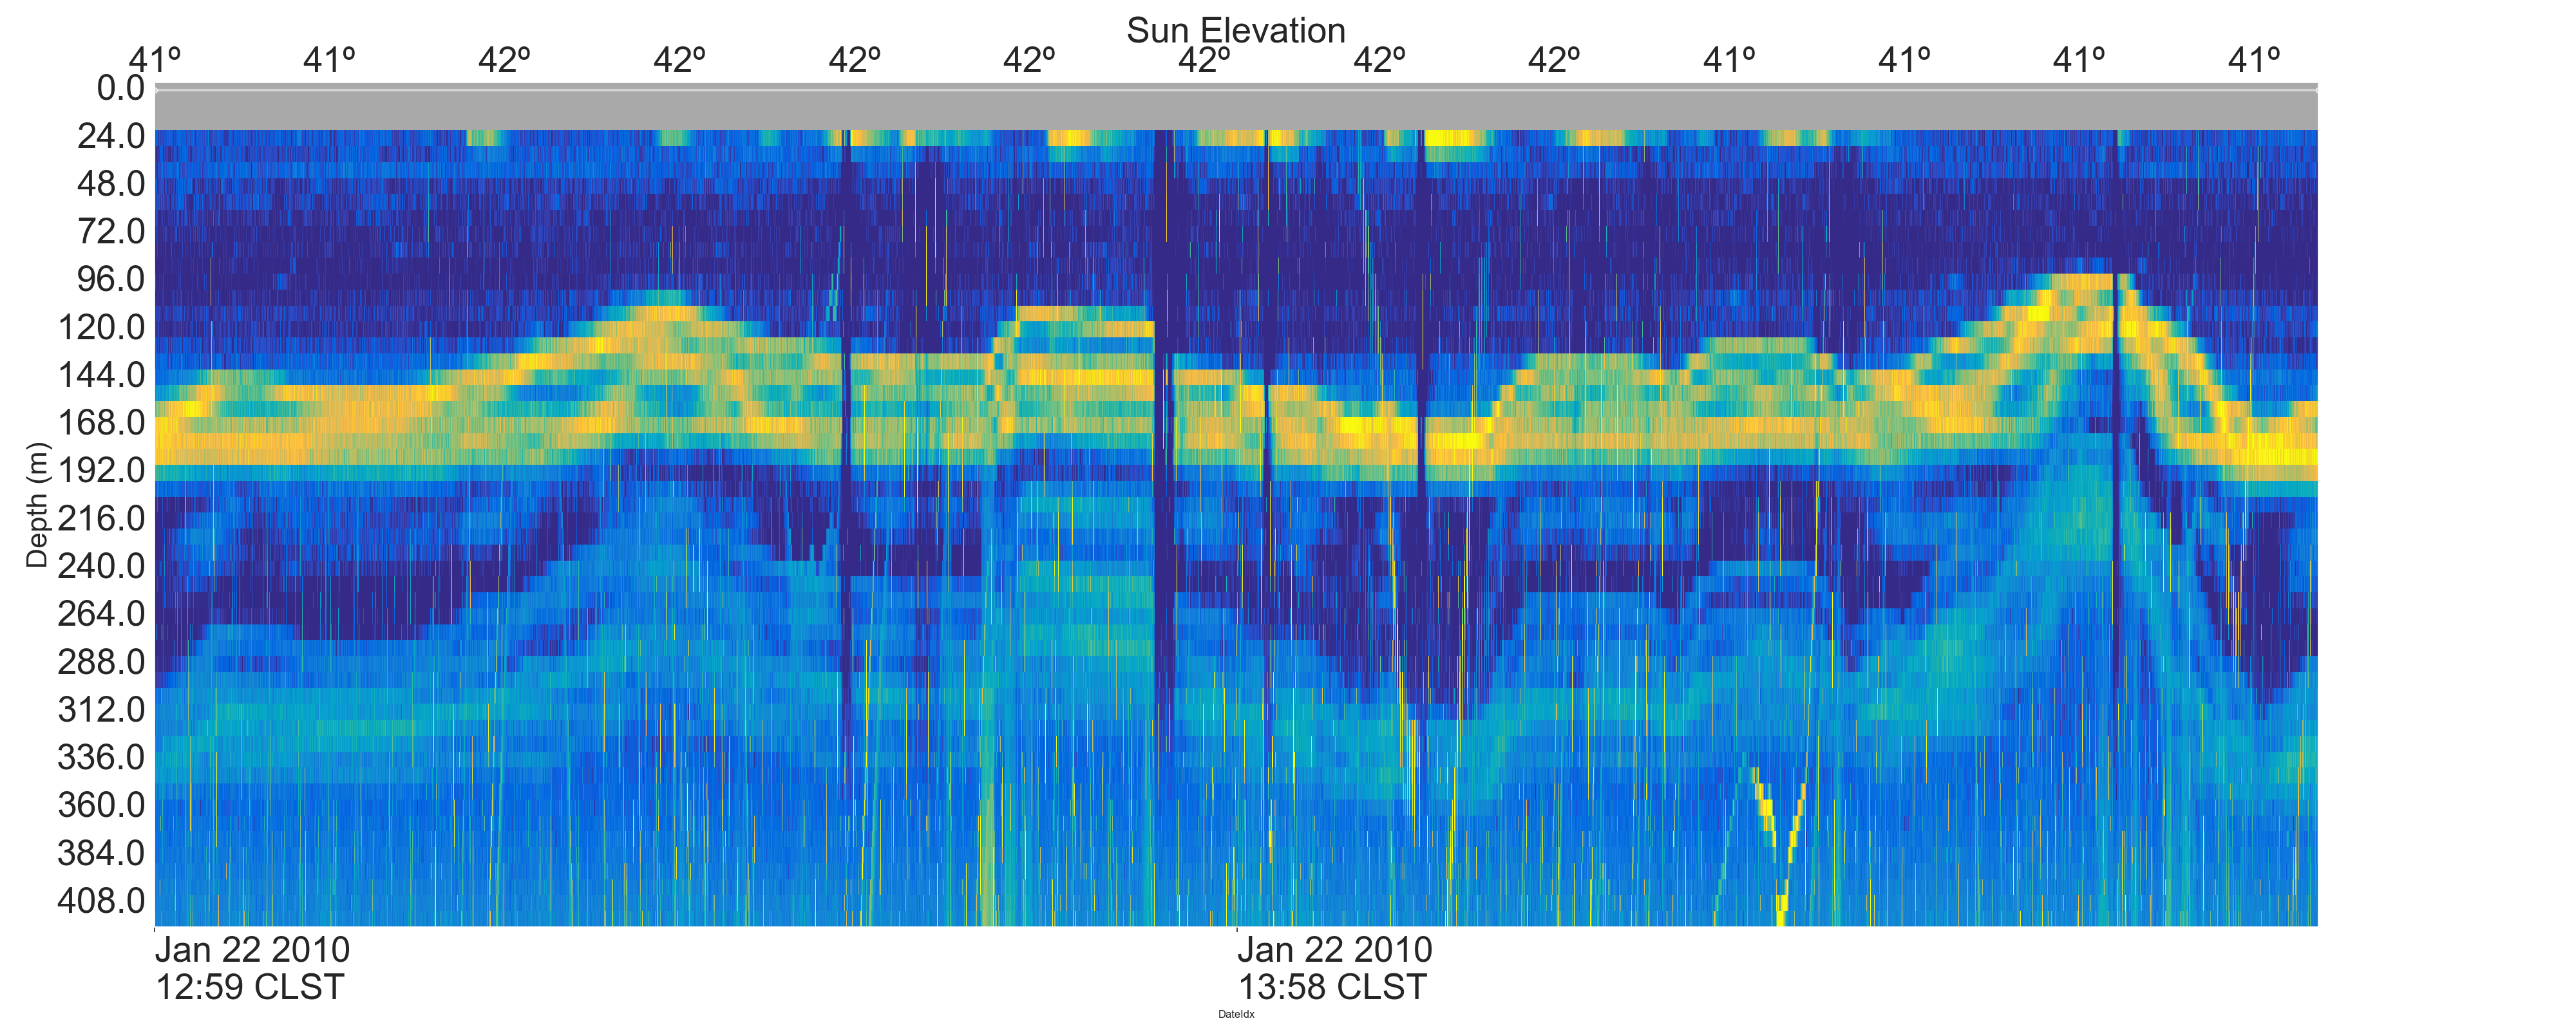 Sun Elevation
41º 41º 42º 42º 42º 42º 42º 42º 42º 41º 41º 41º 41º
0.0
24.0
48.0
72.0
96.0
120.0
144.0
168.0
192.0
216.0
240.0
264.0
288.0
312.0
336.0
360.0
384.0
408.0
Depth (m)
Jan 22 2010
12:59 CLST
Jan 22 2010
13:58 CLST
DateIdx